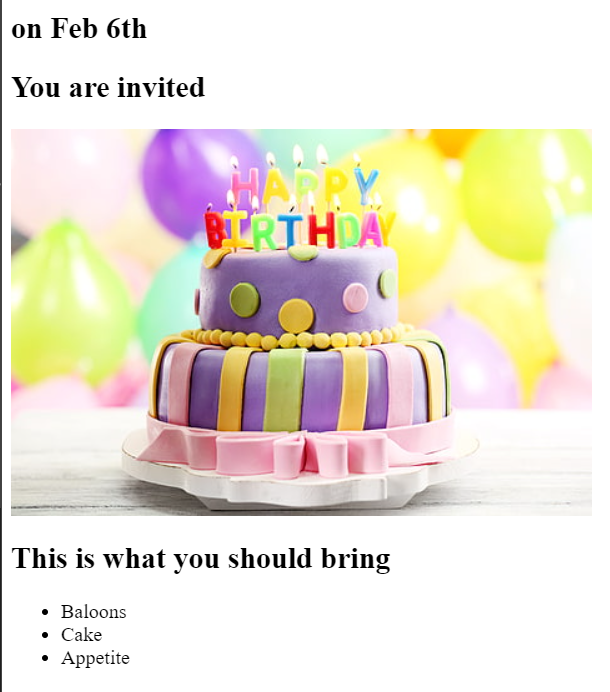 on Feb 6th
You are invited
HAPPY
BIRTHDAY
This is what you should bring
Baloons
Cake
Appetite